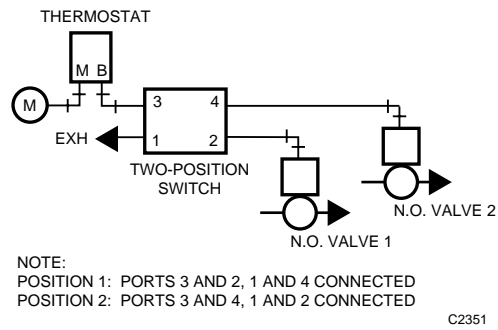 THERMOSTAT
M B
M
3 4
EXH
1 2
TWO-POSITION
SWITCH
N.O. VALVE 2
N.O. VALVE 1
NOTE:
POSITION 1: PORTS 3 AND 2, 1 AND 4 CONNECTED
POSITION 2: PORTS 3 AND 4, 1 AND 2 CONNECTED
C2351